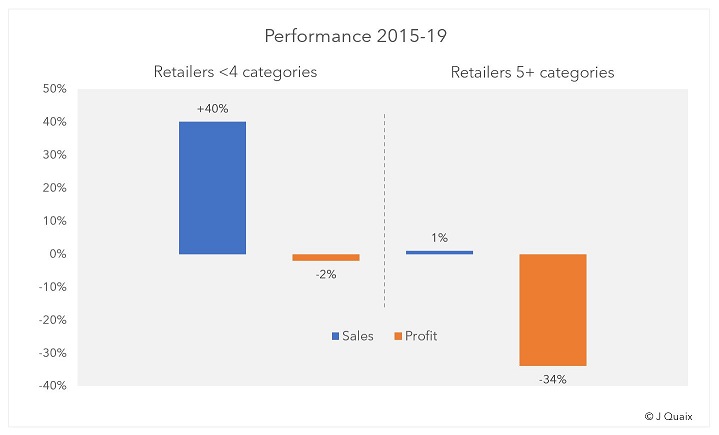 Performance 2015-19
Retailers <4 categories
Retailers 5+ categories
50%
40%
30%
20%
10%
0%
-10%
-20%
-30%
-40%
+40%
-2%
1%
-34%
Sales
Profit
© J Quaix